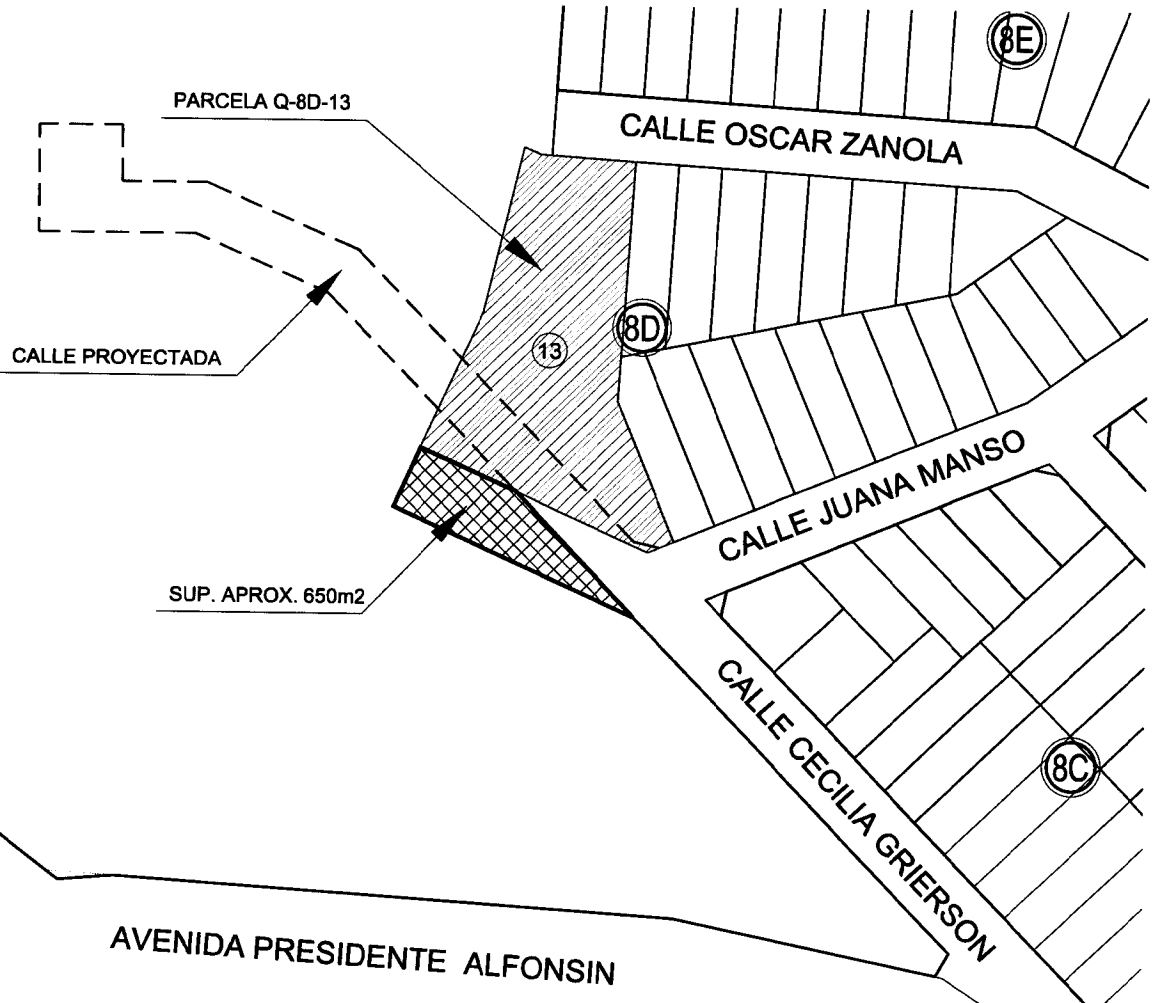 8E
PARCELA Q-8D-13
CALLE OSCAR ZANOLA
8D
13
CALLE PROYECTADA
CALLE JUANA MANSO
SUP. APROX. 650m2
CALLE CECILIA GRIERSON
8C
AVENIDA PRESIDENTE ALFONSIN